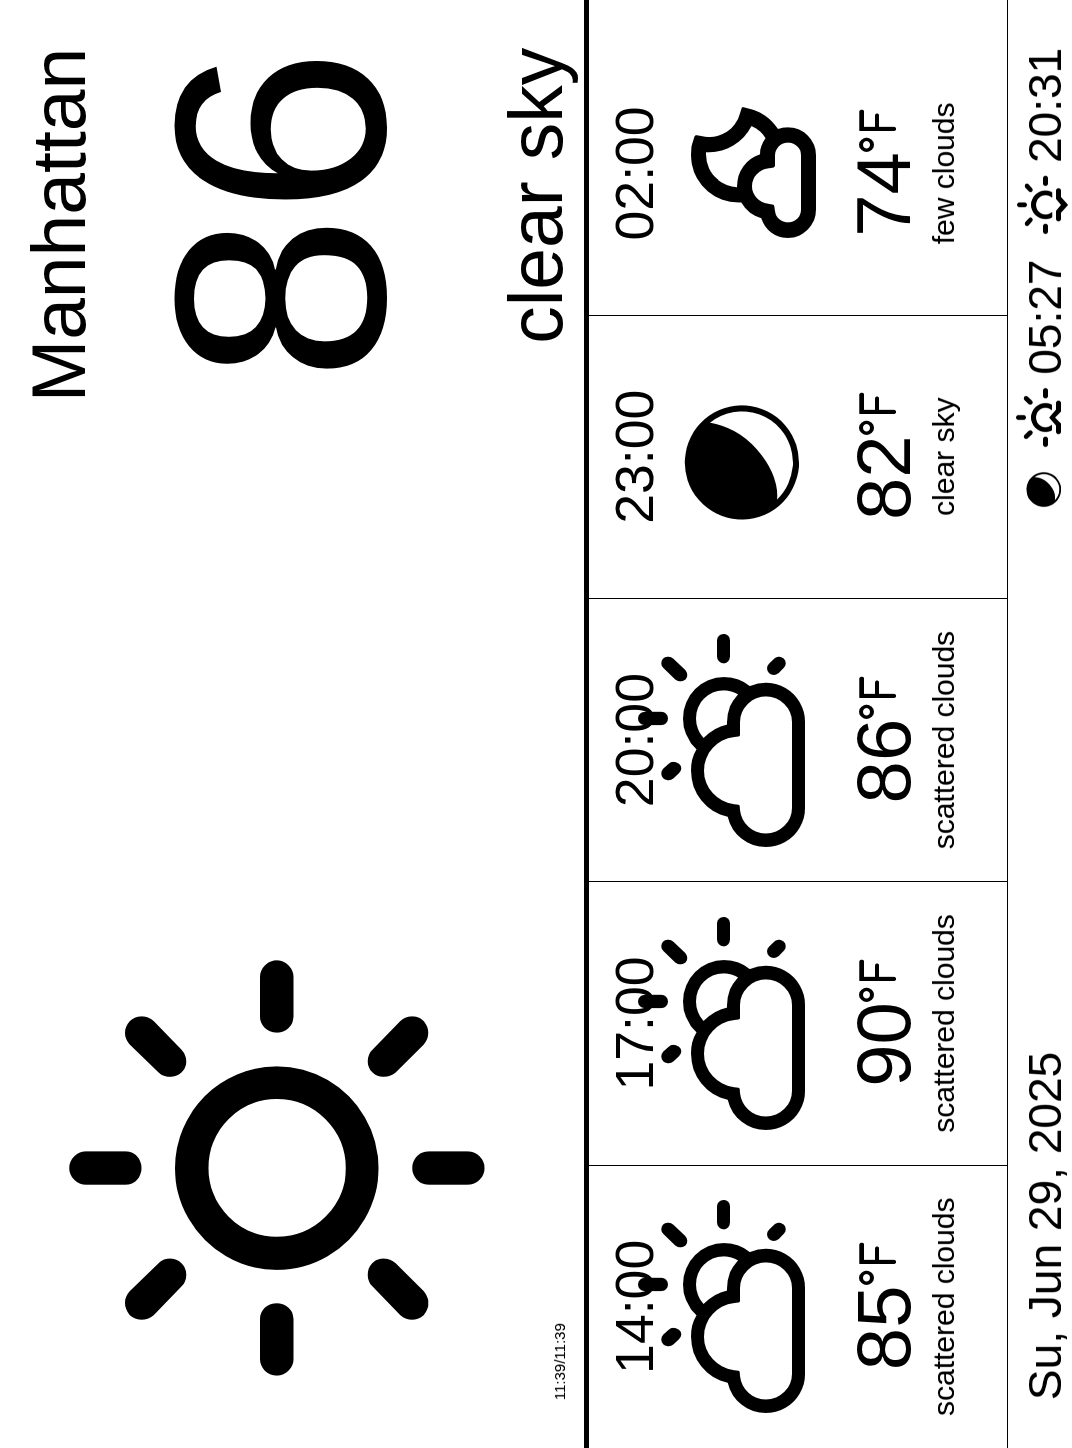 Manhattan
86
clear sky
11:39/11:39
14:00 17:00 20:00 23:00 02:00
85°F 90°F 86°F 82°F 74°F
scattered clouds scattered clouds scattered clouds clear sky few clouds
Su, Jun 29, 2025 05:27 20:31